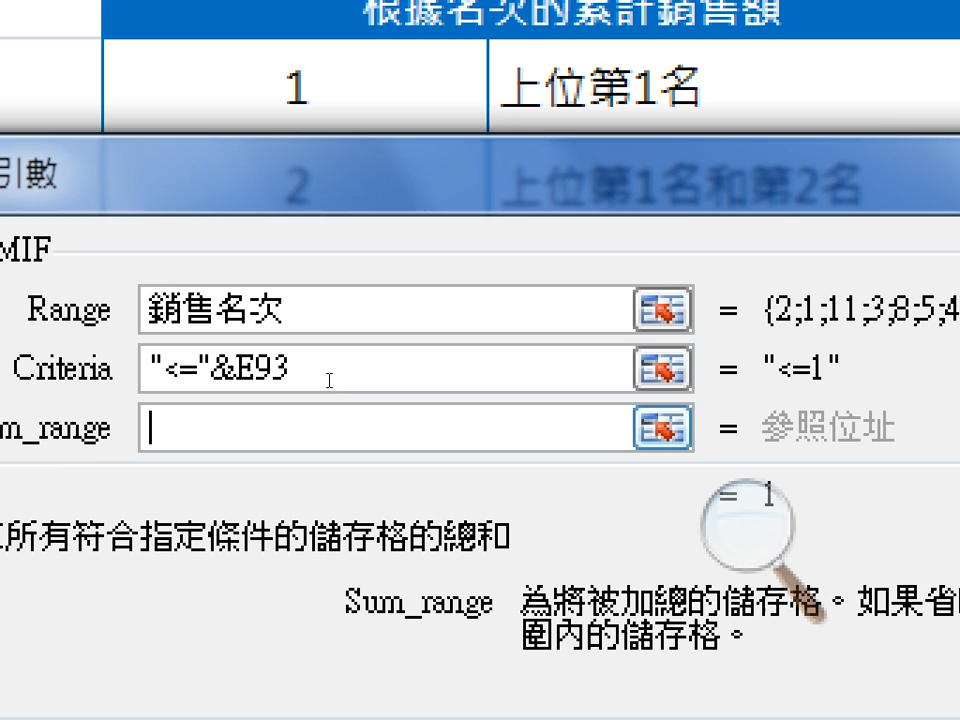 根據名次的累計銷售額
1 上位第1名
引數
2 上位第1名和第2名
MIF
Range 銷售名次 = {2;1;11;3;8;5;4
Criteria "<="&E93 = "<=1"
m_range = 參照位址
= 1
所有符合指定條件的儲存格的總和
Sum_range 為將被加總的儲存格。如果省
圍內的儲存格。